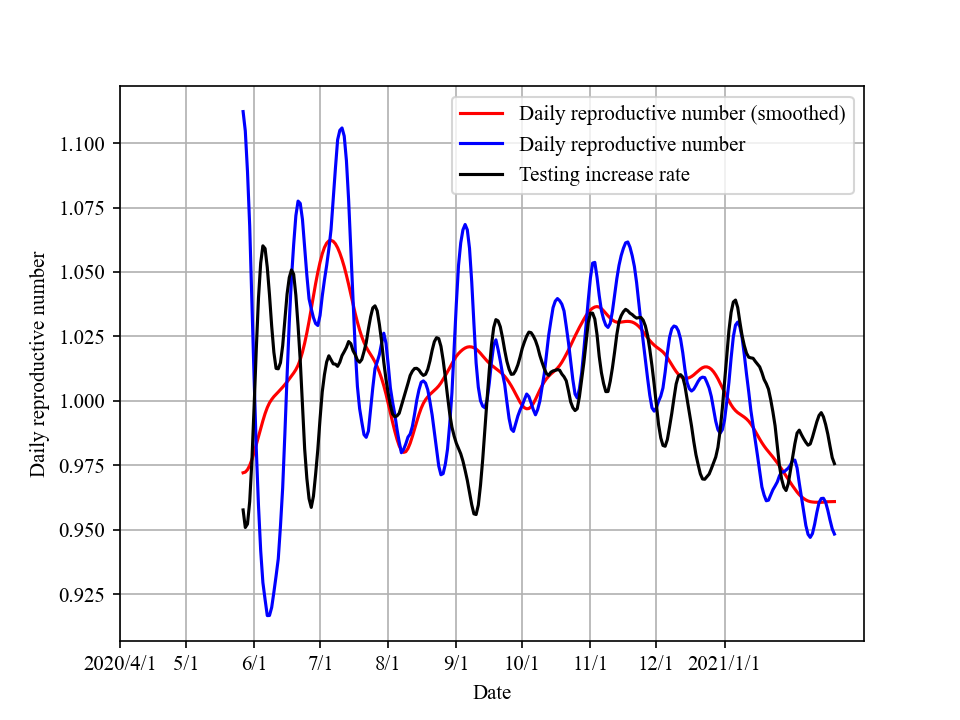 Daily reproductive number (smoothed)
Daily reproductive number
Testing increase rate
Daily reproductive number
1.100
1.075
1.050
1.025
1.000
0.975
0.950
0.925
2020/4/1 5/1 6/1 7/1 8/1 9/1 10/1 11/1 12/1 2021/1/1
Date